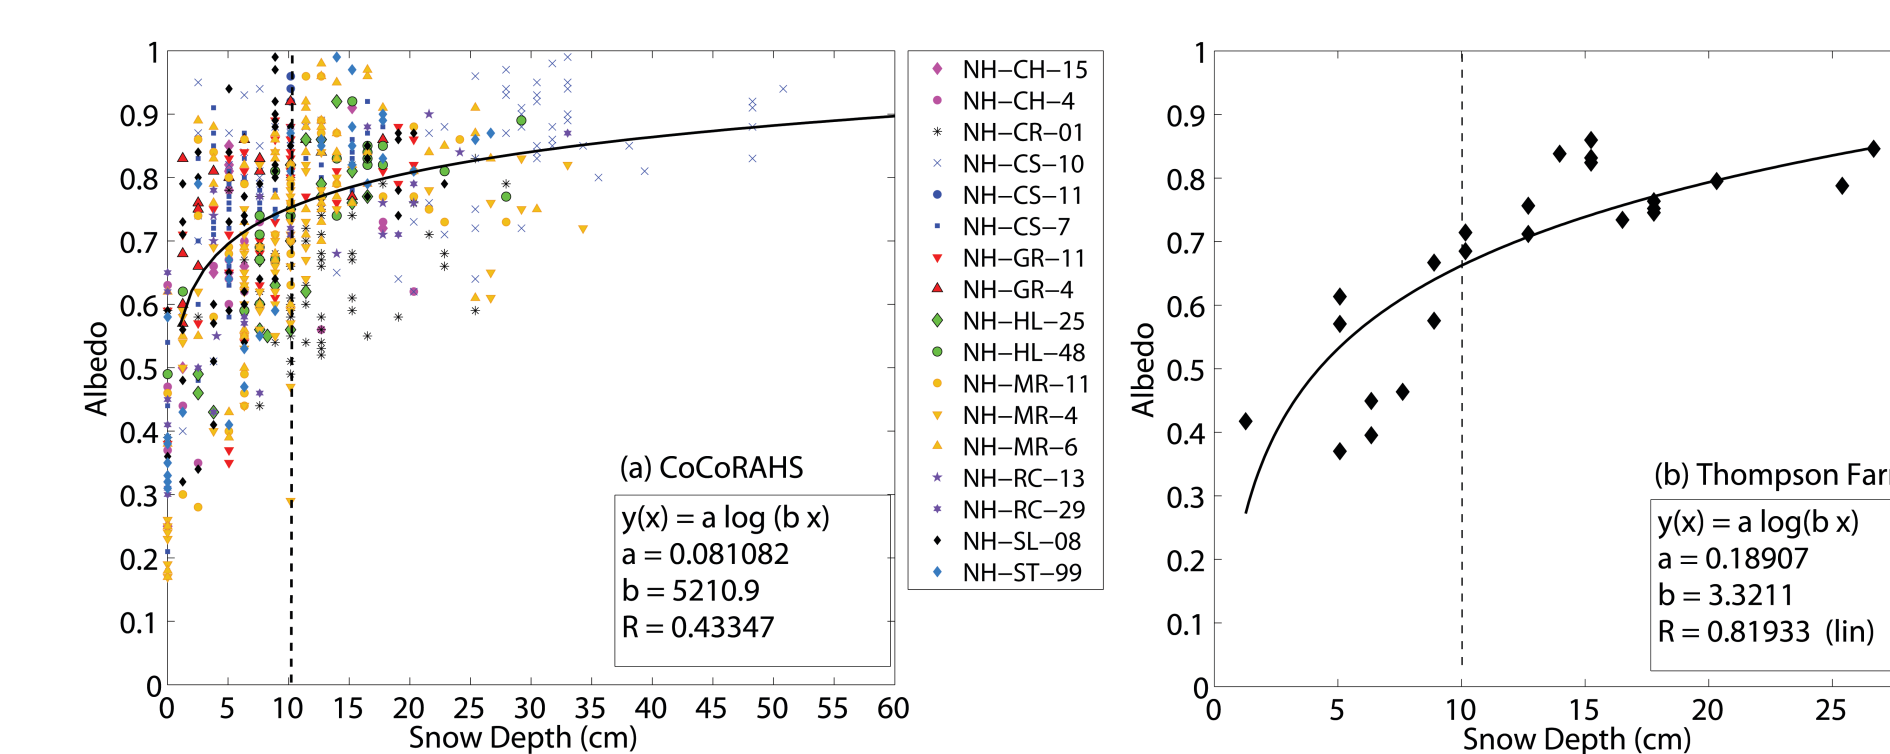 1
0.9
0.8
0.7
0.6
0.5
0.4
0.3
0.2
0.1
0
Albedo
0 5 10 15 20 25 30 35 40 45 50 55 60
Snow Depth (cm)
(a) CoCoRAHS
y(x) = a log (b x)
a = 0.081082
b = 5210.9
R = 0.43347
NH−CH−15
NH−CH−4
NH−CR−01
NH−CS−10
NH−CS−11
NH−CS−7
NH−GR−11
NH−GR−4
NH−HL−25
NH−HL−48
NH−MR−11
NH−MR−4
NH−MR−6
NH−RC−13
NH−RC−29
NH−SL−08
NH−ST−99
1
0.9
0.8
0.7
0.6
0.5
0.4
0.3
0.2
0.1
0
Albedo
0 5 10 15 20 25
Snow Depth (cm)
(b) Thompson Far
y(x) = a log(b x)
a = 0.18907
b = 3.3211
R = 0.81933 (lin)